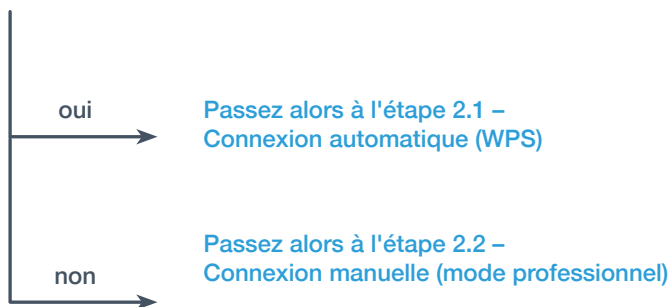 oui
Passez alors à l'étape 2.1 –
Connexion automatique (WPS)
Passez alors à l'étape 2.2 –
non
Connexion manuelle (mode professionnel)